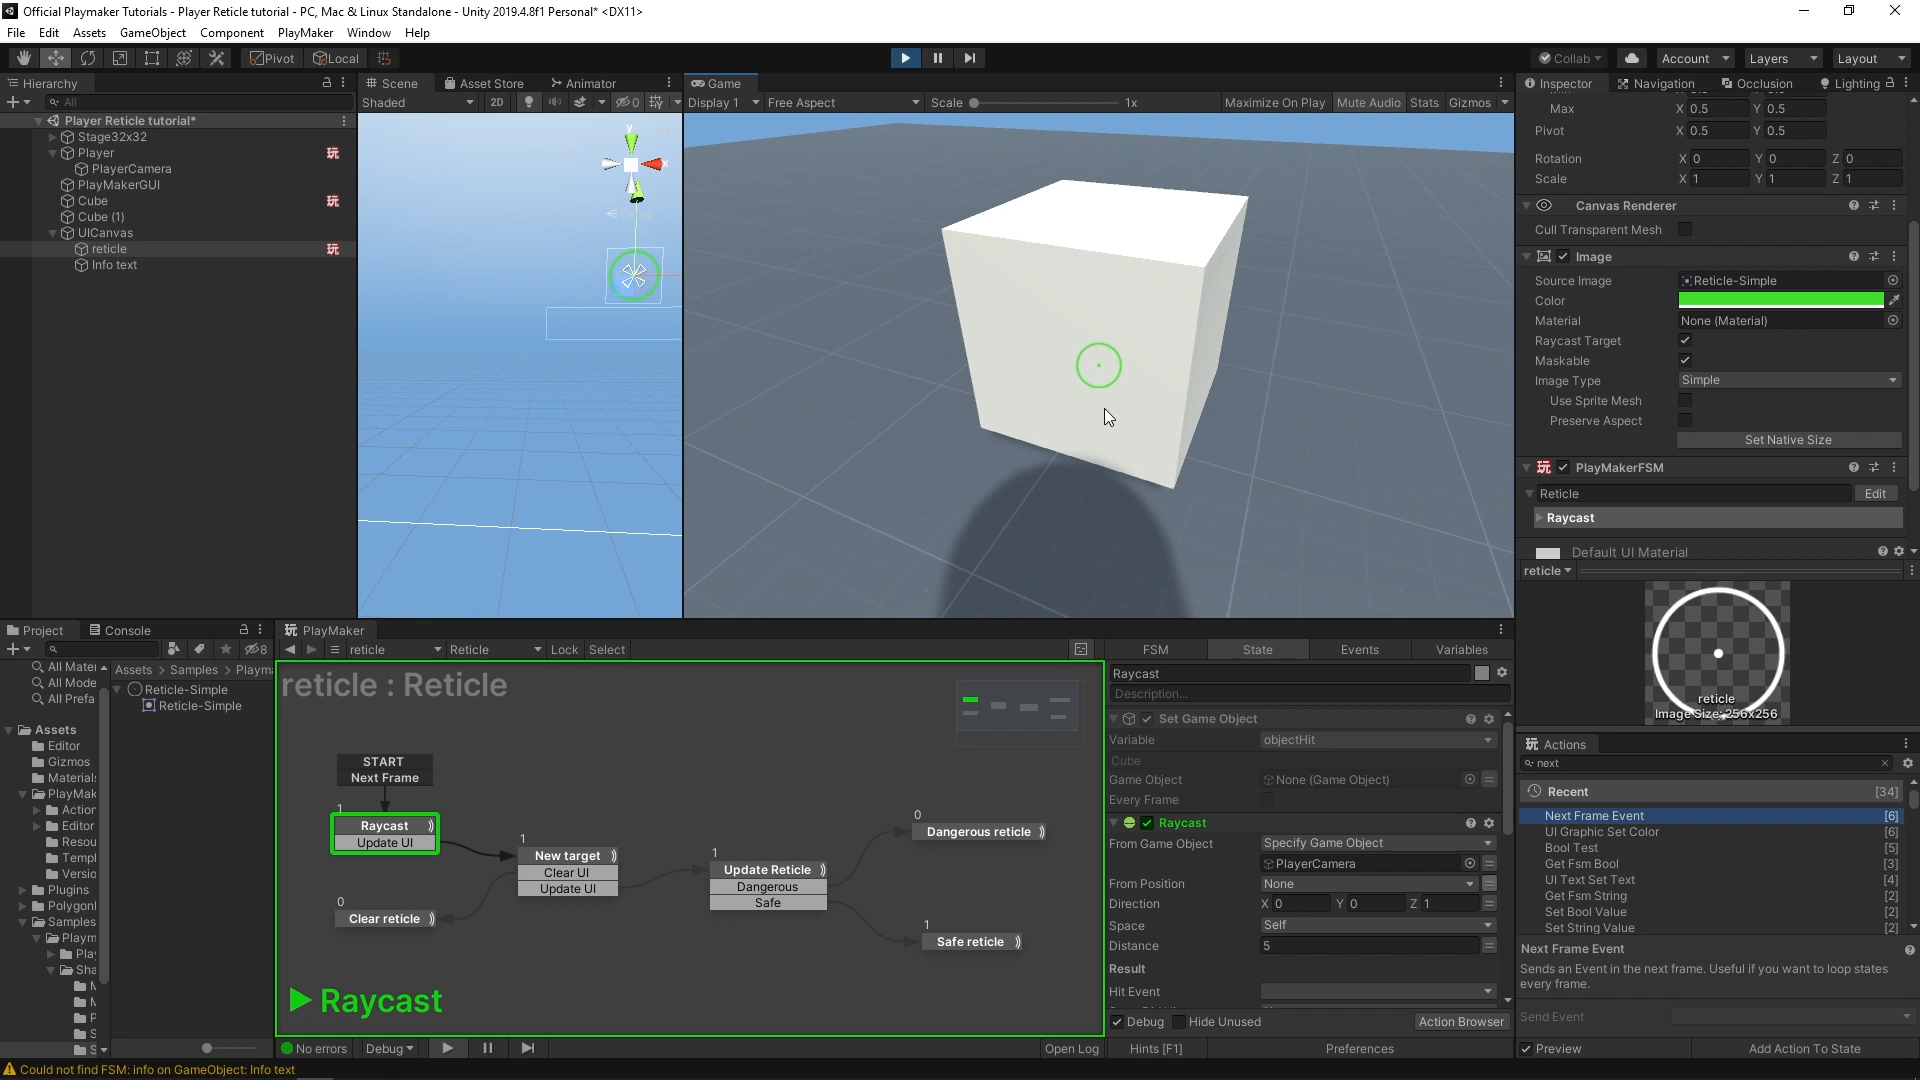 Official Playmaker Tutorials - Player Reticle tutorial - PC, Mac & Linux Standalone - Unity 2019.4.8f1 Personal* <DX11>
File Edit Assets GameObject Component PlayMaker Window Help
Pivot Local Collab Account Layers Layout
Hierarchy
All
Player Reticle tutorial*
Stage32x32
Player
PlayerCamera
PlayMakerGUI
Cube
Cube (1)
UICanvas
reticle
Info text
Scene Asset Store Animator
Shaded 2D 0
y
x
Persp
Game
Display 1 Free Aspect Scale 1x Maximize On Play Mute Audio Stats Gizmos
Inspector Navigation Occlusion Lighting
Max X 0.5 Y 0.5
Pivot X 0.5 Y 0.5
Rotation X 0 Y 0 Z 0
Scale X 1 Y 1 Z 1
Canvas Renderer
Cull Transparent Mesh
Image
Source Image Reticle-Simple
Color
Material None (Material)
Raycast Target
Maskable
Image Type Simple
Use Sprite Mesh
Preserve Aspect
Set Native Size
PlayMakerFSM
Reticle Edit
Raycast
Default UI Material
reticle
reticle
Image Size: 256x256
Project Console
8
All Mater
All Mode
All Prefa
Assets
Editor
Gizmos
Materials
PlayMak
Action
Editor
Resou
Templ
Versio
Plugins
Polygon
Samples
Playm
Play
Sha
Assets > Samples > Playma
Reticle-Simple
Reticle-Simple
PlayMaker
reticle Reticle Lock Select
reticle : Reticle
START
Next Frame
1
Raycast
Update UI
1
New target
Clear UI
Update UI
0
Clear reticle
1
Update Reticle
Dangerous
Safe
0
Dangerous reticle
1
Safe reticle
Raycast
No errors Debug Open Log
FSM State Events Variables
Raycast
Description...
Set Game Object
Variable objectHit
Cube
Game Object None (Game Object)
Every Frame
Raycast
From Game Object Specify Game Object
PlayerCamera
From Position None
Direction X 0 Y 0 Z 1
Space Self
Distance 5
Result
Hit Event
Debug Hide Unused Action Browser
Hints [F1] Preferences
Actions
next
Recent [34]
Next Frame Event [6]
UI Graphic Set Color [6]
Bool Test [5]
Get Fsm Bool [3]
UI Text Set Text [4]
Get Fsm String [2]
Set Bool Value [2]
Set String Value [2]
Next Frame Event
Sends an Event in the next frame. Useful if you want to loop states
every frame.
Send Event
Preview Add Action To State
Could not find FSM: info on GameObject: Info text